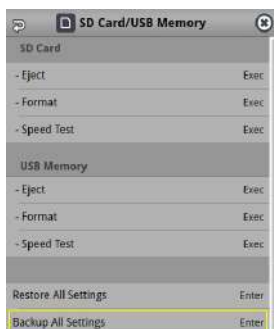 SD Card/USB Memory
SD Card
- Eject Exec
- Format Exec
- Speed Test Exec
USB Memory
- Eject Exec
- Format Exec
- Speed Test Exec
Restore All Settings Enter
Backup All Settings Enter